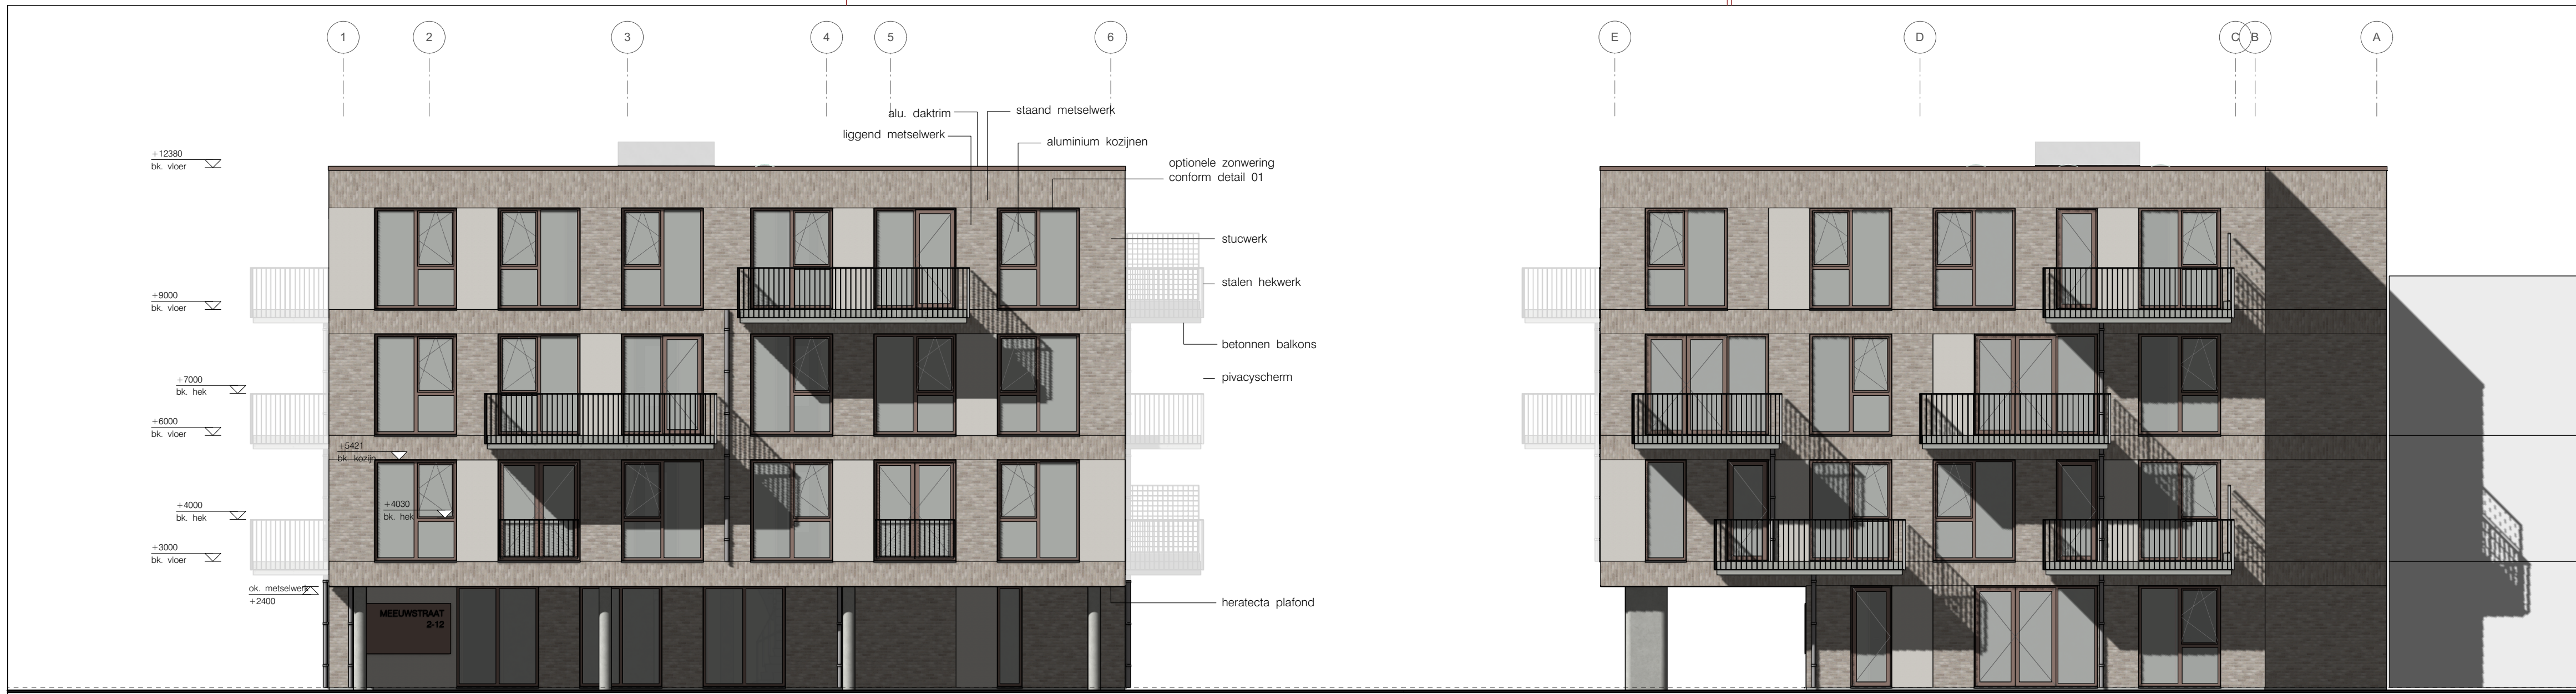 1
2
3
4
5
6
E
D
C
B
A
alu. daktrim
staand metselwerk
liggend metselwerk
aluminium kozijnen
optionele zonwering
conform detail 01
stucwerk
stalen hekwerk
betonnen balkons
pivacyscherm
heratecta plafond
+12380
bk. vloer
+9000
bk. vloer
+7000
bk. hek
+6000
bk. vloer
+5421
bk. kozijn
+4000
bk. hek
+4030
bk. hek
+3000
bk. vloer
ok. metselwerk
+2400
MEEUWSTRAAT
2-12